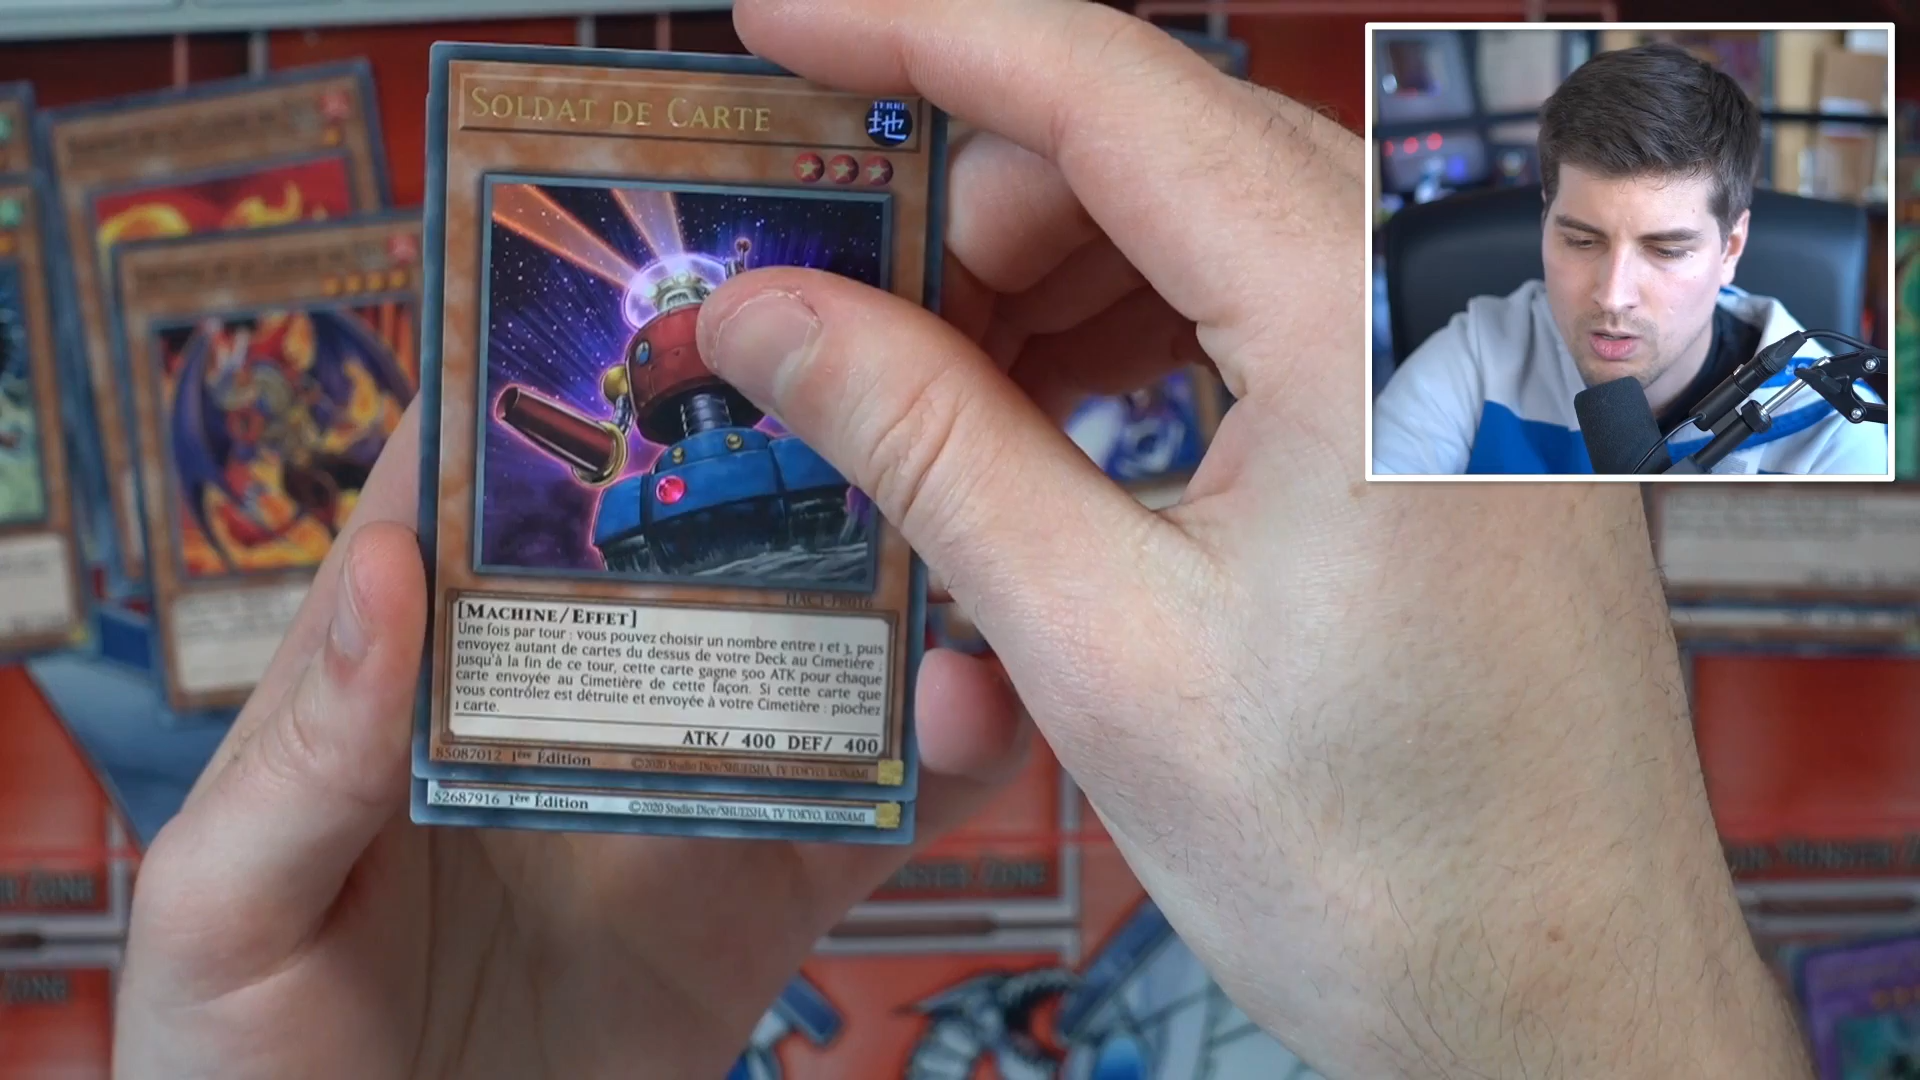 SOLDAT DE CARTE
TERRE
地
HAC1-FR016
[MACHINE/EFFET]
Une fois par tour : vous pouvez choisir un nombre entre 1 et 3, puis
envoyez autant de cartes du dessus de votre Deck au Cimetière ;
jusqu'à la fin de ce tour, cette carte gagne 500 ATK pour chaque
carte envoyée au Cimetière de cette façon. Si cette carte que
vous contrôlez est détruite et envoyée à votre Cimetière : piochez
1 carte.
ATK/ 400 DEF/ 400
85087012 1ère Édition
©2020 Studio Dice/SHUEISHA, TV TOKYO, KONAMI
52687916 1ère Édition
©2020 Studio Dice/SHUEISHA, TV TOKYO, KONAMI
ZONE
ZONE